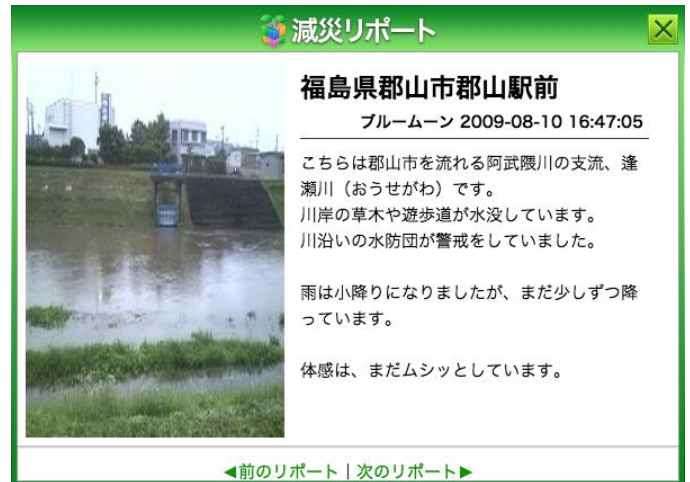 減災リポート
福島県郡山市郡山駅前
ブルームーン 2009-08-10 16:47:05
こちらは郡山市を流れる阿武隈川の支流、逢
瀬川（おうせがわ）です。
川岸の草木や遊歩道が水没しています。
川沿いの水防団が警戒をしていました。
雨は小降りになりましたが、まだ少しずつ降
っています。
体感は、まだムシッとしています。
◀前のリポート | 次のリポート▶